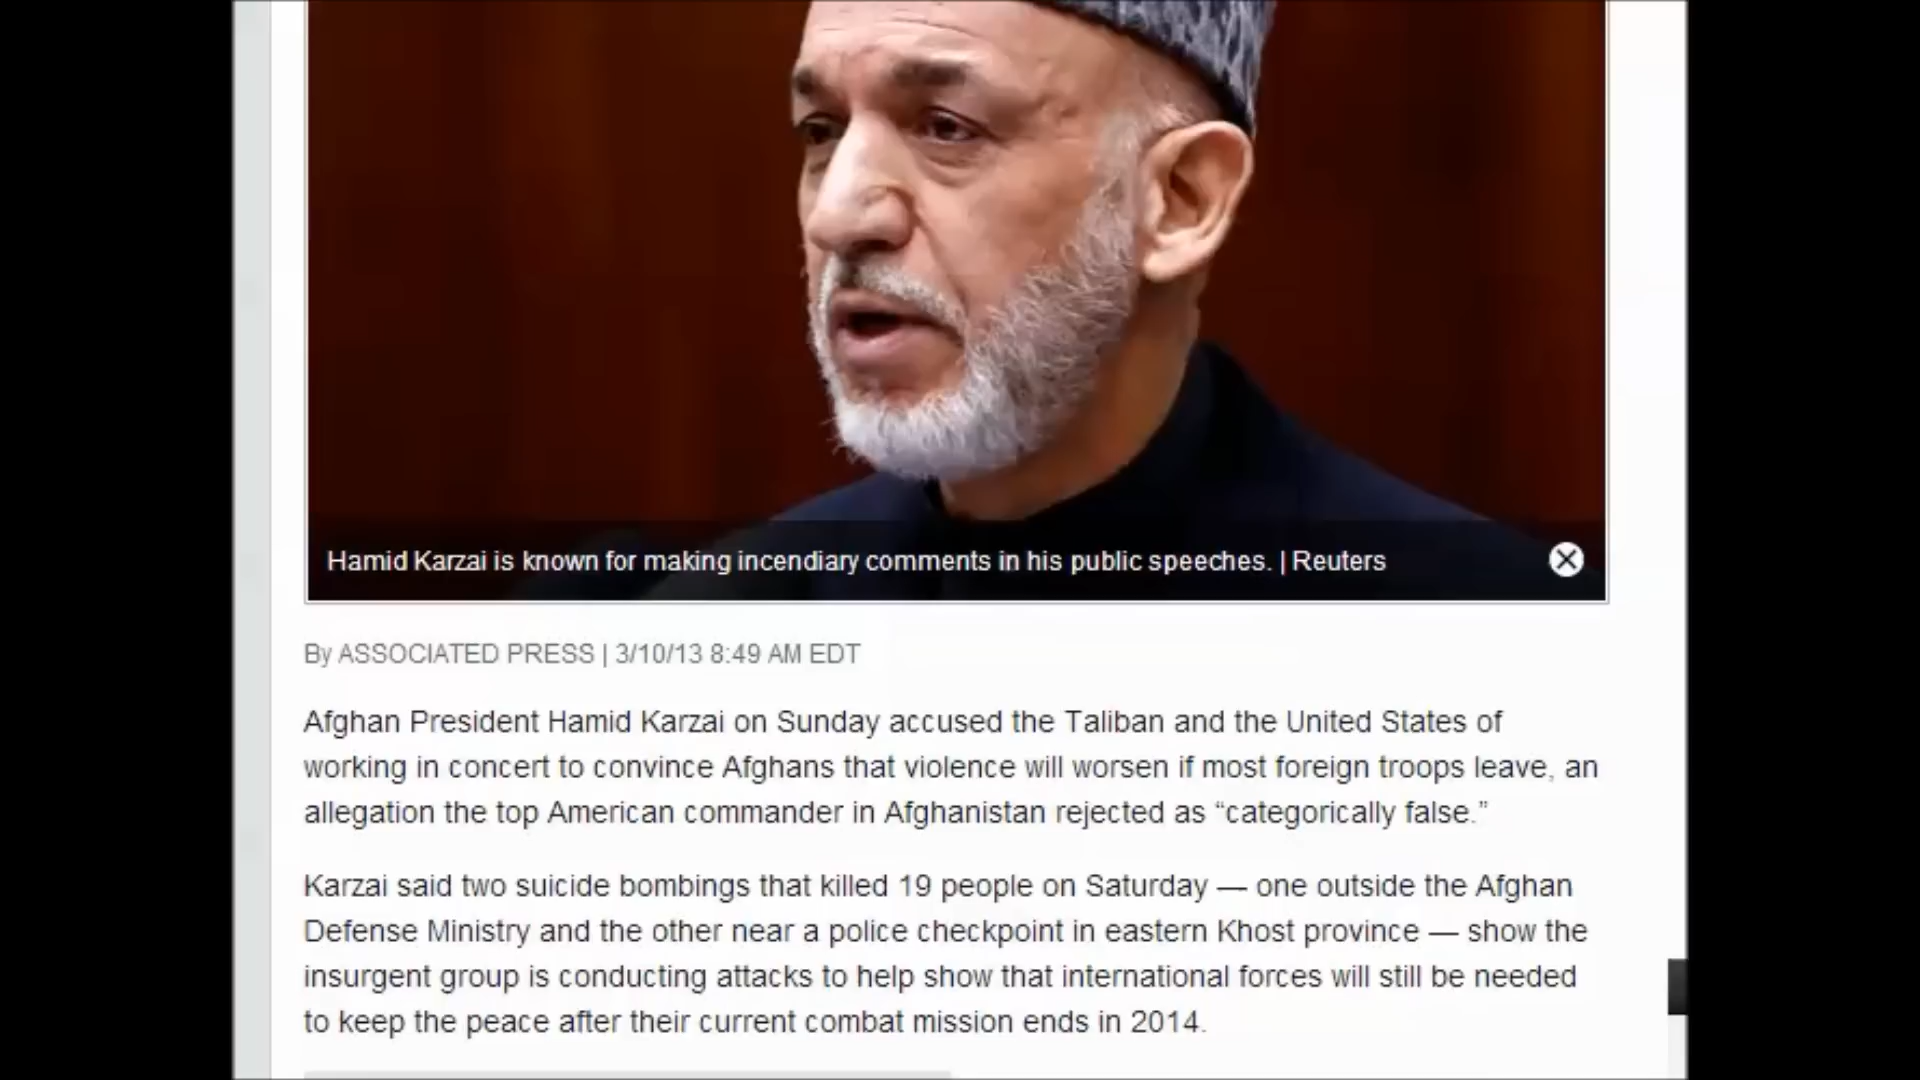 Hamid Karzai is known for making incendiary comments in his public speeches. | Reuters
By ASSOCIATED PRESS | 3/10/13 8:49 AM EDT
Afghan President Hamid Karzai on Sunday accused the Taliban and the United States of
working in concert to convince Afghans that violence will worsen if most foreign troops leave, an
allegation the top American commander in Afghanistan rejected as “categorically false.”
Karzai said two suicide bombings that killed 19 people on Saturday — one outside the Afghan
Defense Ministry and the other near a police checkpoint in eastern Khost province — show the
insurgent group is conducting attacks to help show that international forces will still be needed
to keep the peace after their current combat mission ends in 2014.